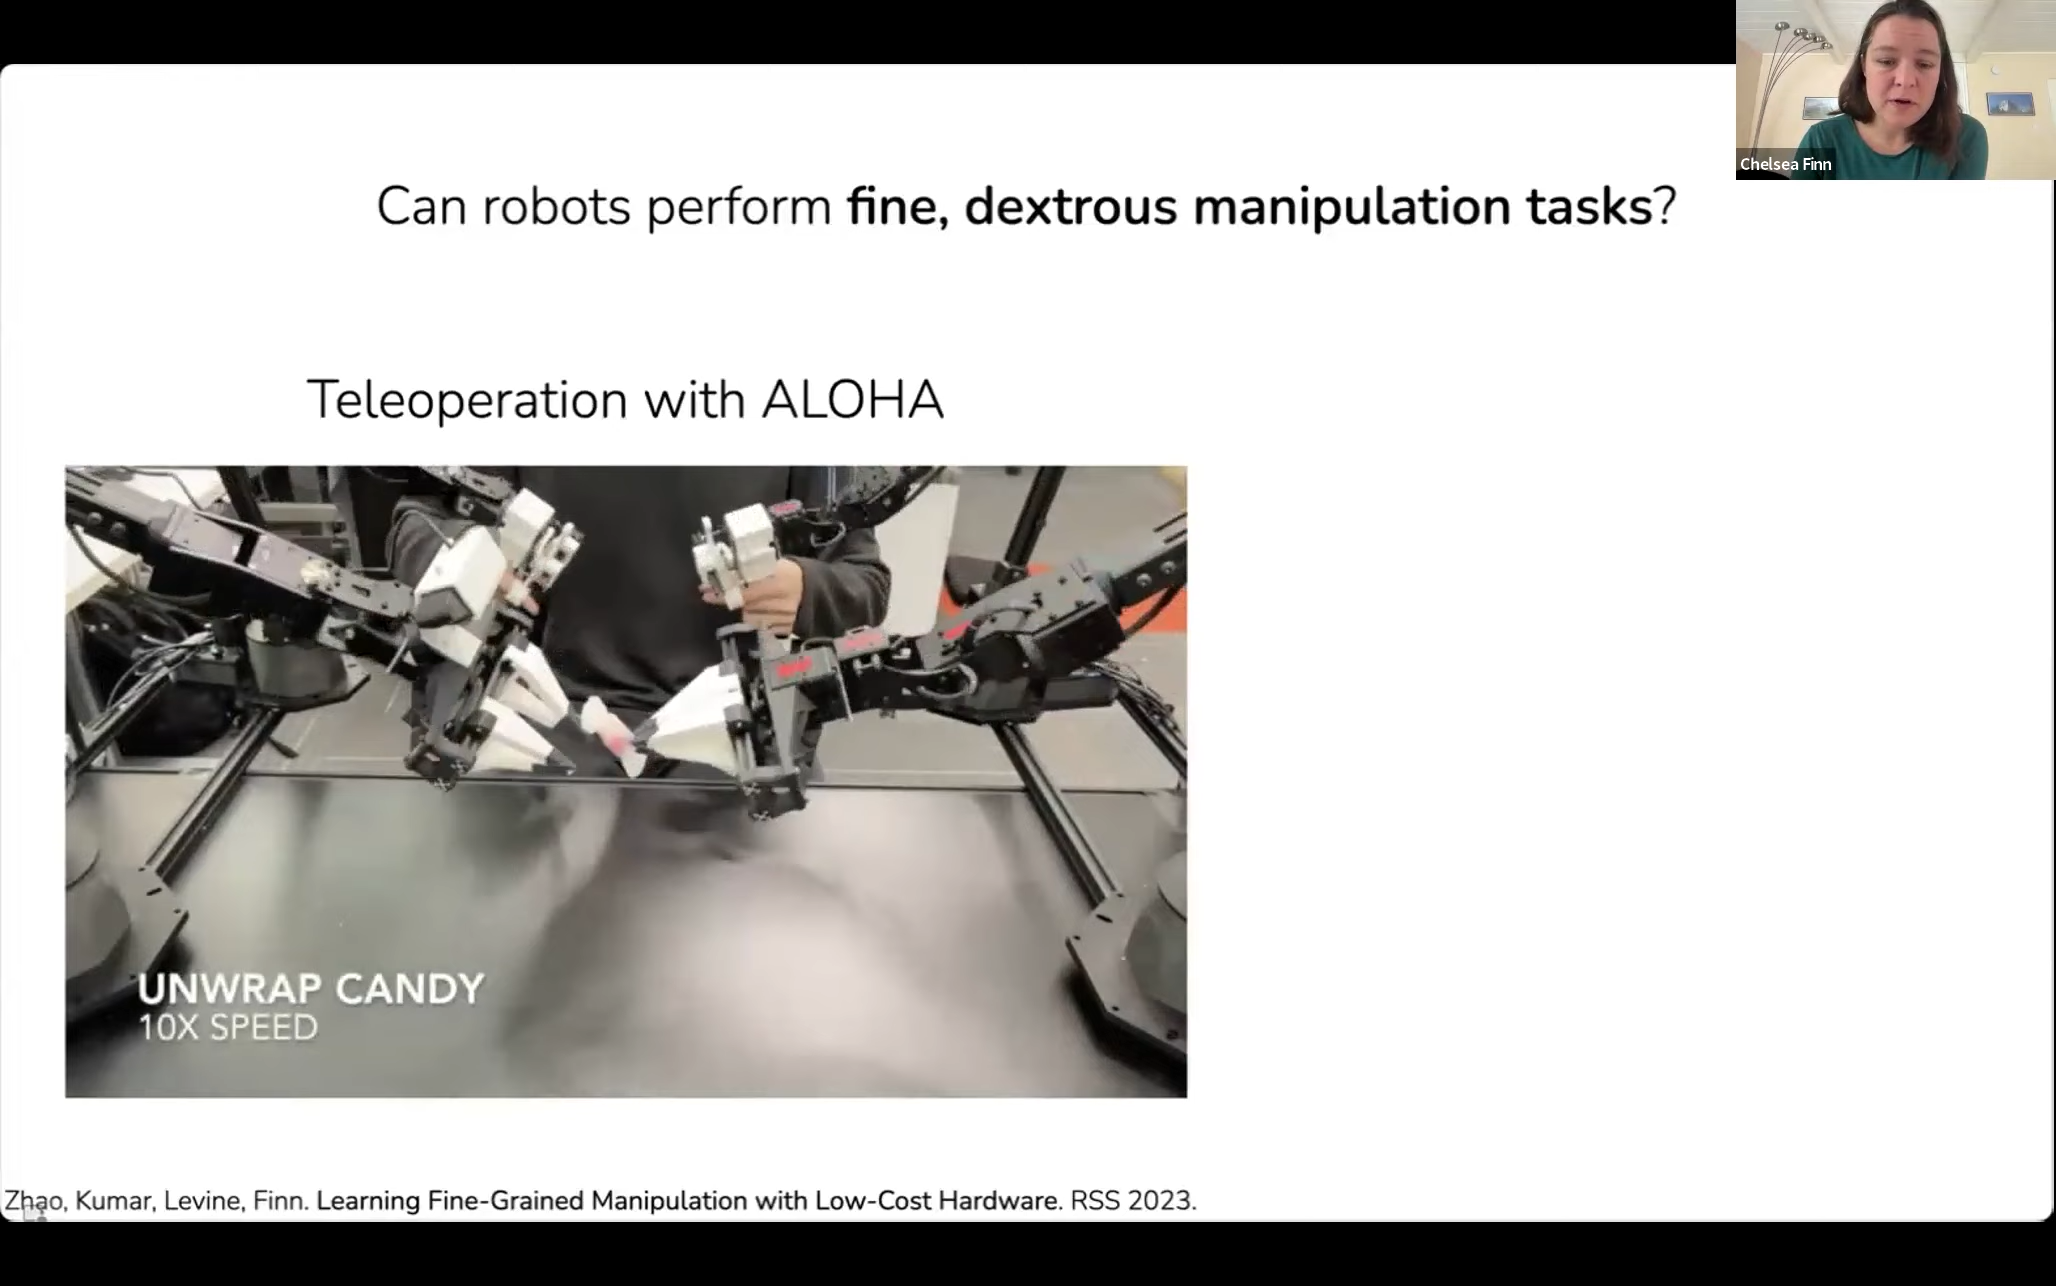 Chelsea Finn
Can robots perform fine, dextrous manipulation tasks?
Teleoperation with ALOHA
UNWRAP CANDY
10X SPEED
Zhao, Kumar, Levine, Finn. Learning Fine-Grained Manipulation with Low-Cost Hardware. RSS 2023.